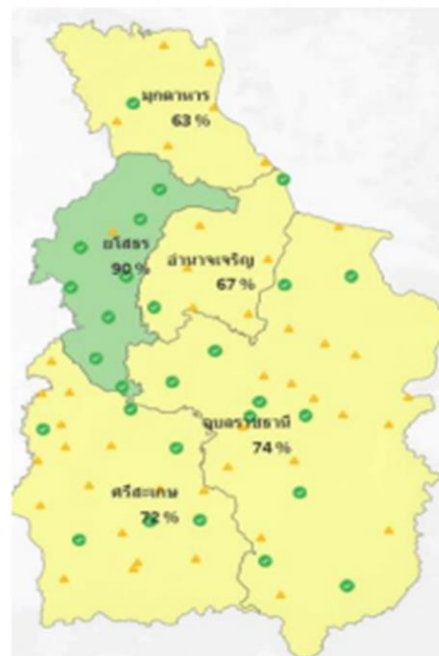 มุกดาหาร
63 %
ยโสธร
90 %
อำนาจเจริญ
67 %
อุบลราชธานี
74 %
ศรีสะเกษ
72 %